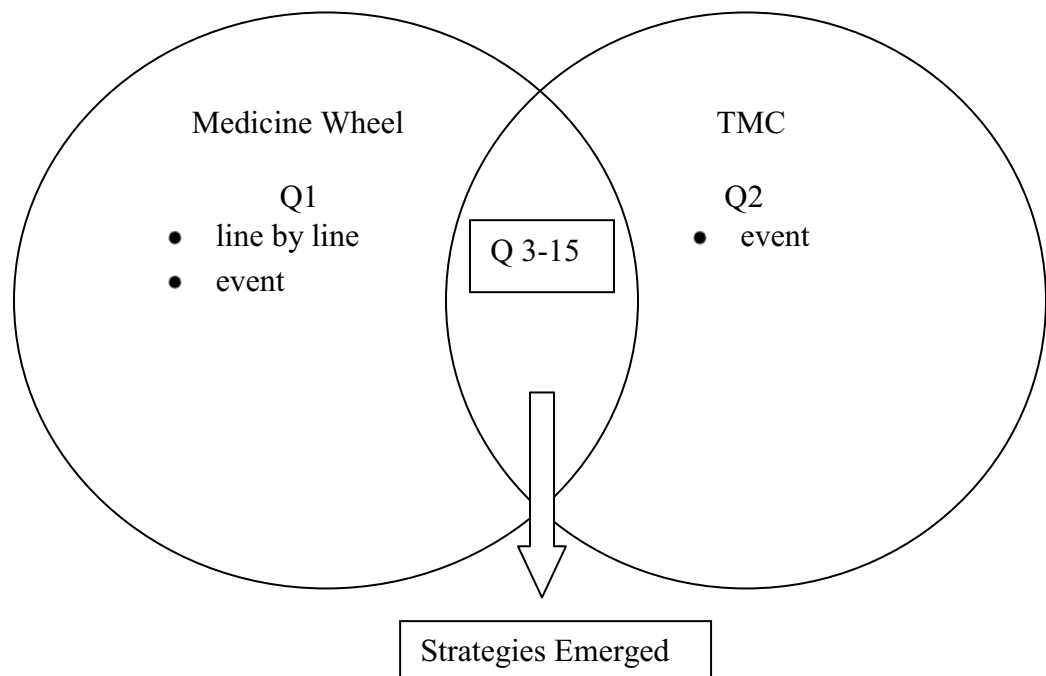 Medicine Wheel
Q1
• line by line
• event
Q 3-15
TMC
Q2
• event
Strategies Emerged